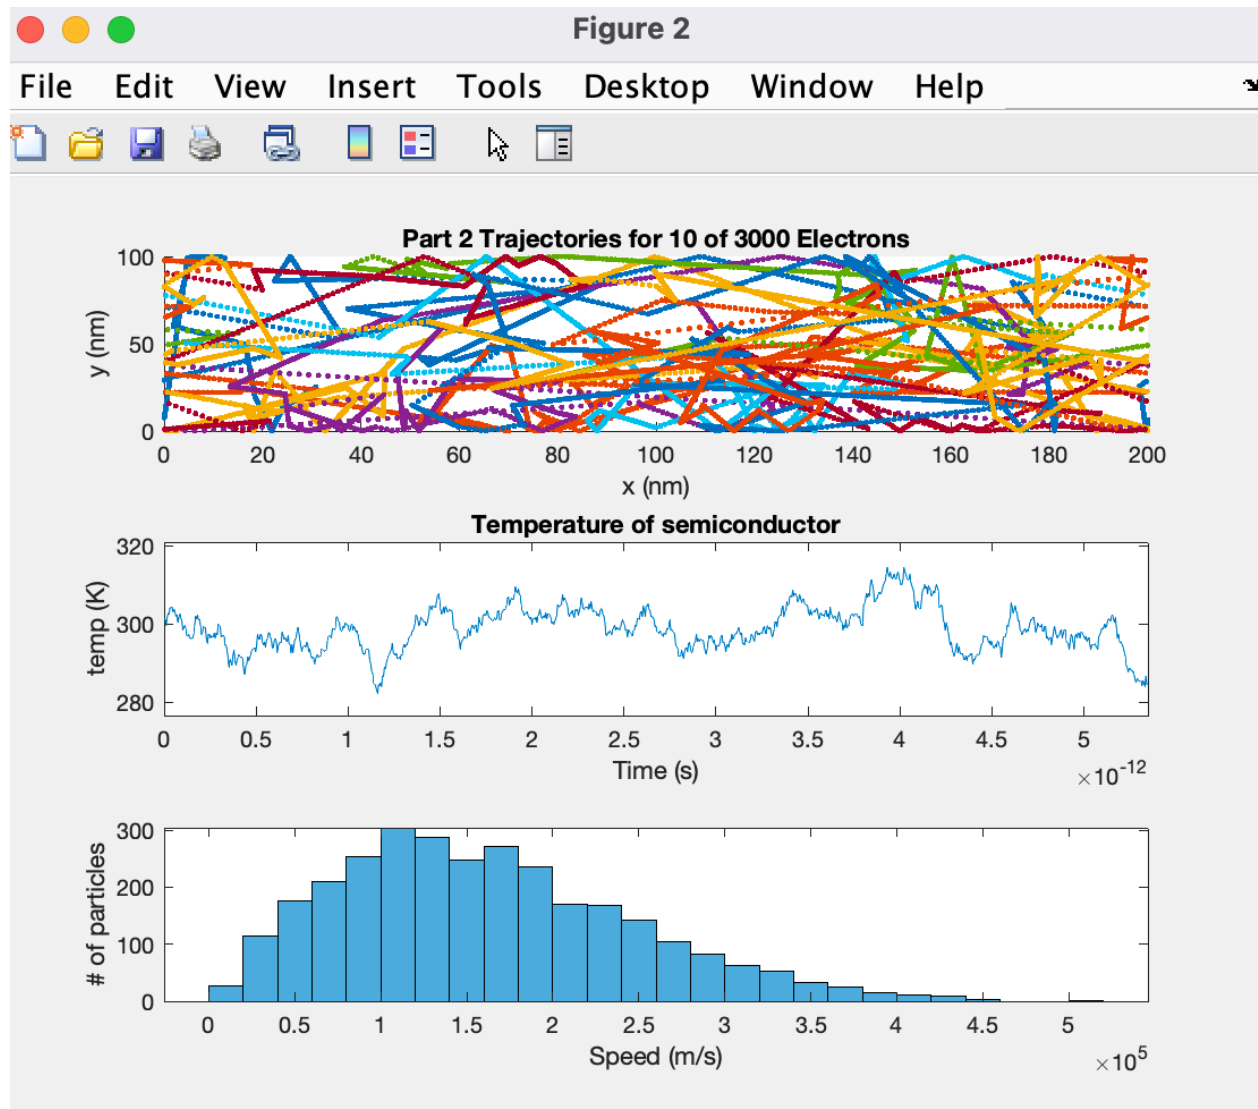 Figure 2
File Edit View Insert Tools Desktop Window Help
Part 2 Trajectories for 10 of 3000 Electrons
100
50
0
y (nm)
0 20 40 60 80 100 120 140 160 180 200
x (nm)
Temperature of semiconductor
320
300
280
temp (K)
0 0.5 1 1.5 2 2.5 3 3.5 4 4.5 5
Time (s)
×10-12
300
200
100
0
# of particles
0 0.5 1 1.5 2 2.5 3 3.5 4 4.5 5
Speed (m/s)
×105